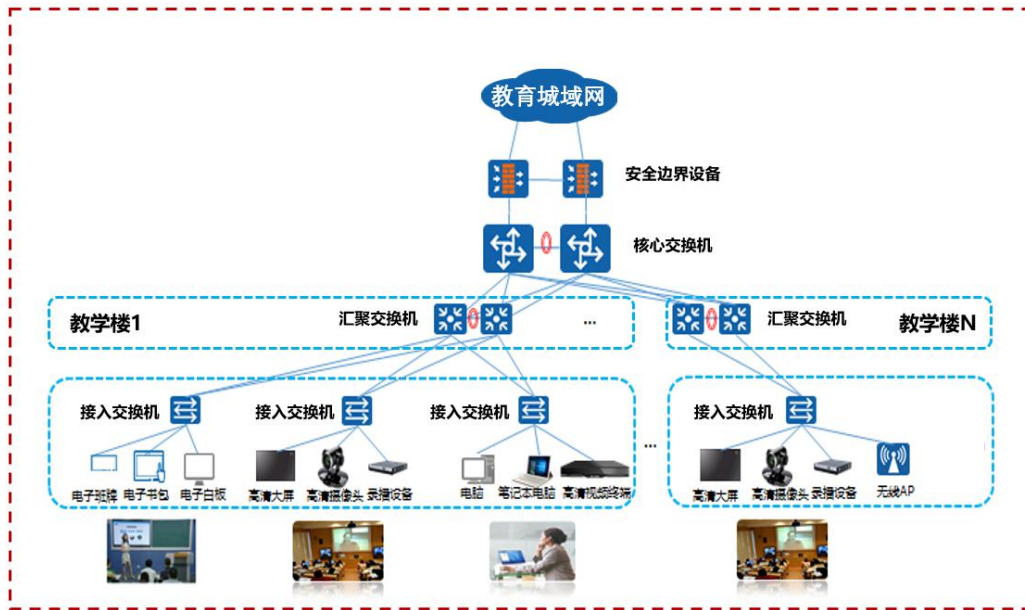 教育城域网
安全边界设备
核心交换机
教学楼1
汇聚交换机
...
汇聚交换机
教学楼N
接入交换机
接入交换机
接入交换机
接入交换机
...
电子班牌
电子书包
电子白板
高清大屏
高清摄像头
录播设备
电脑
笔记本电脑
高清视频终端
高清大屏
高清摄像头
录播设备
无线AP